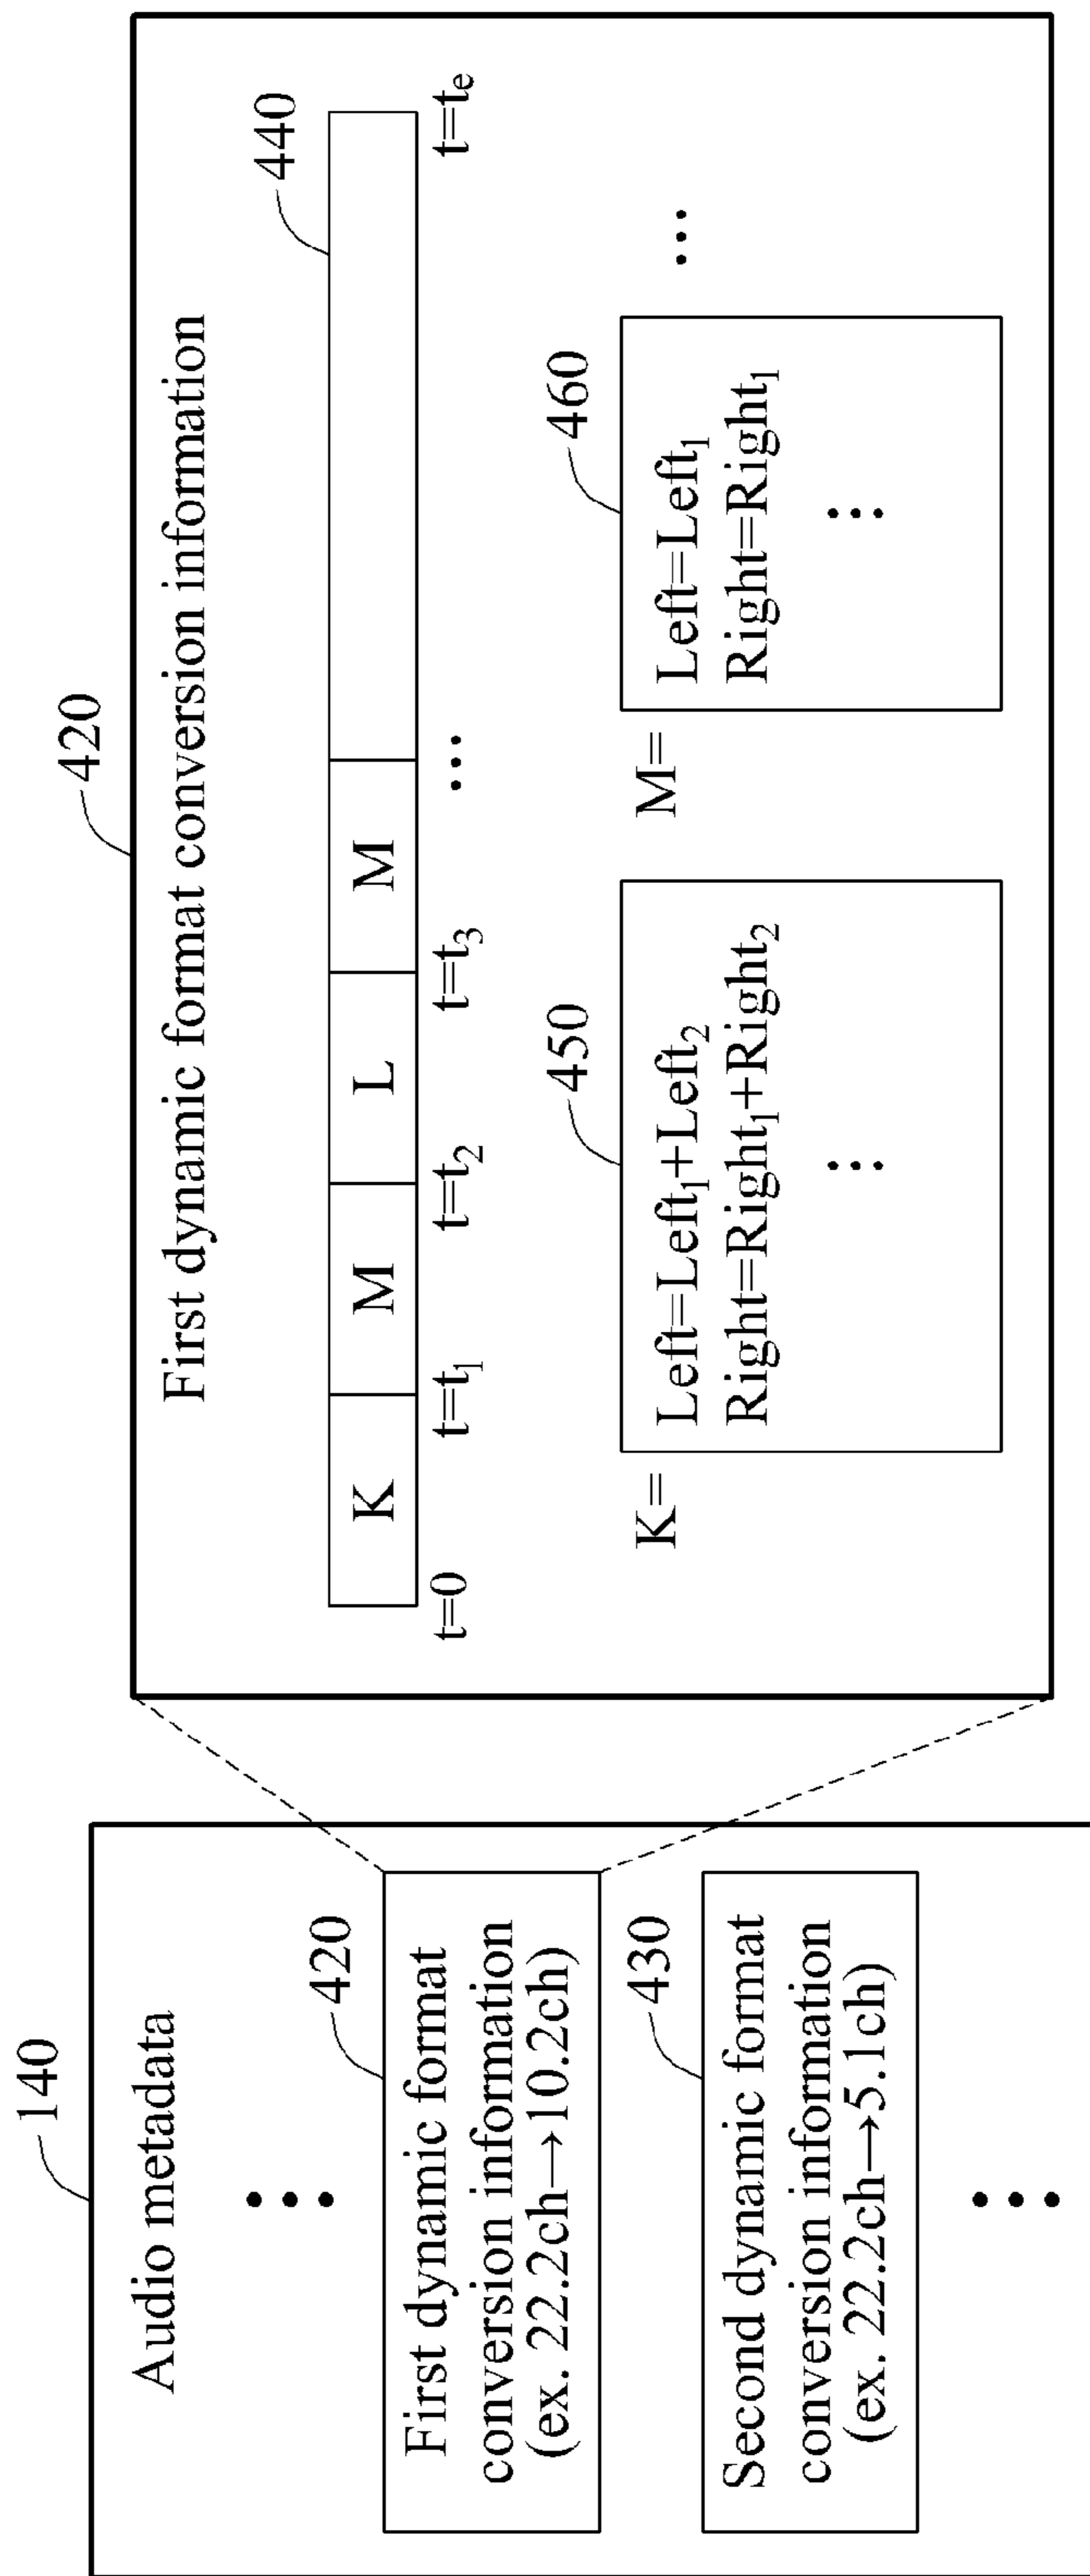 140
Audio metadata
420
First dynamic format
conversion information
(ex. 22.2ch→10.2ch)
430
Second dynamic format
conversion information
(ex. 22.2ch→5.1ch)
420
First dynamic format conversion information
440
K M L M
t=0 t=t₁ t=t₂ t=t₃ ... t=tₑ
450
K=
Left=Left₁+Left₂
Right=Right₁+Right₂
460
M=
Left=Left₁
Right=Right₁
...